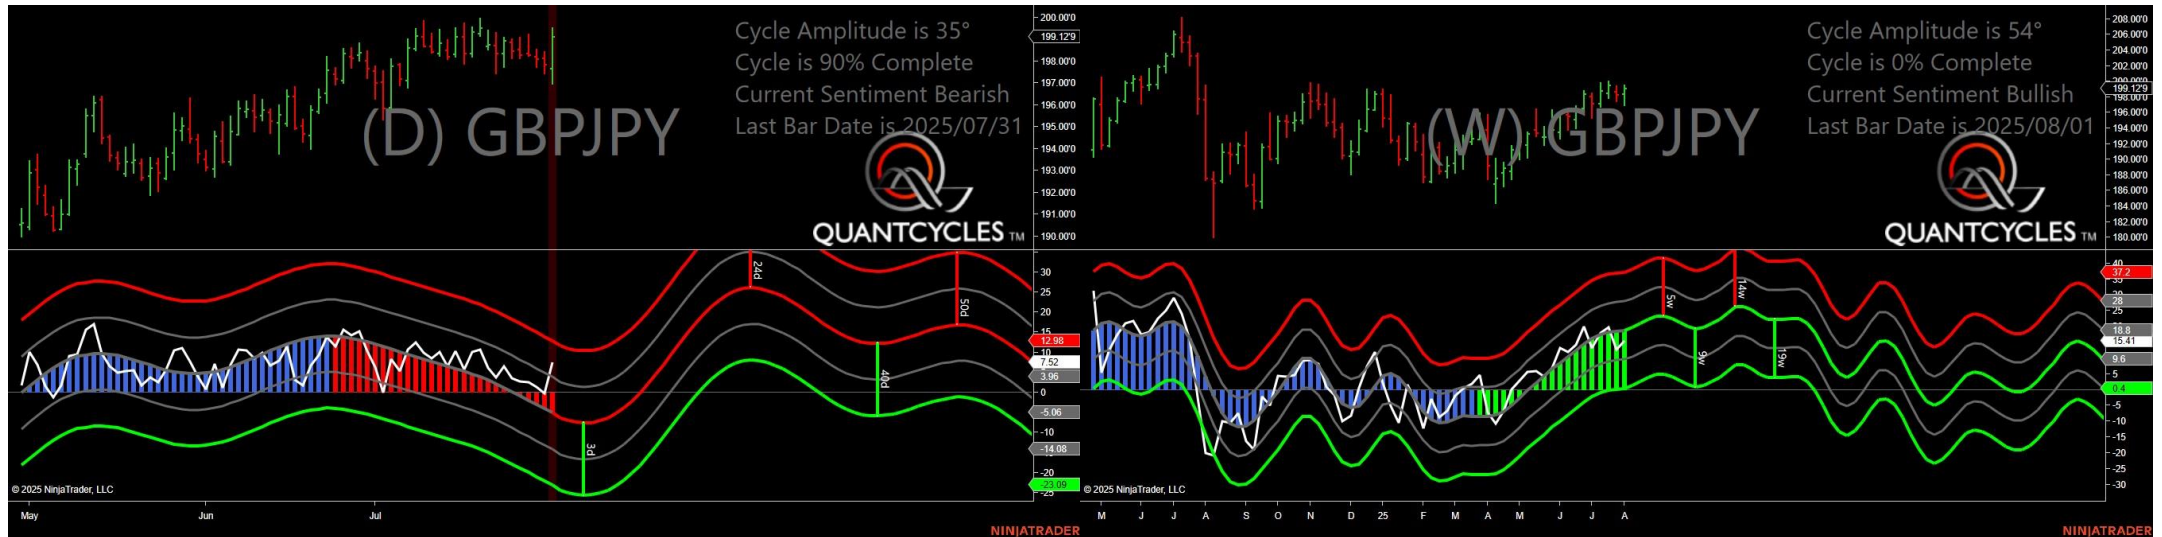 Cycle Amplitude is 35°
Cycle is 90% Complete
Current Sentiment Bearish
Last Bar Date is 2025/07/31
(D) GBPJPY
QUANTCYCLES TM
200.00'0
199.12'9
198.00'0
197.00'0
196.00'0
195.00'0
194.00'0
193.00'0
192.00'0
191.00'0
190.00'0
24d
50d
40d
3d
30
25
20
15
12.98
10
7.52
3.96
0
-5.06
-10
-14.08
-20
-23.09
-25
© 2025 NinjaTrader, LLC
May
Jun
Jul
NINJATRADER
Cycle Amplitude is 54°
Cycle is 0% Complete
Current Sentiment Bullish
Last Bar Date is 2025/08/01
(W) GBPJPY
QUANTCYCLES TM
208.00'0
206.00'0
204.00'0
202.00'0
200.00'0
199.12'9
198.00'0
196.00'0
194.00'0
192.00'0
190.00'0
188.00'0
186.00'0
184.00'0
182.00'0
180.00'0
5w
14w
9w
19w
40
37.2
28
25
18.8
15.41
9.6
5
0.4
-5
-10
-15
-20
-25
-30
© 2025 NinjaTrader, LLC
M J J A S O N D 25 F M A M J J A
NINJATRADER